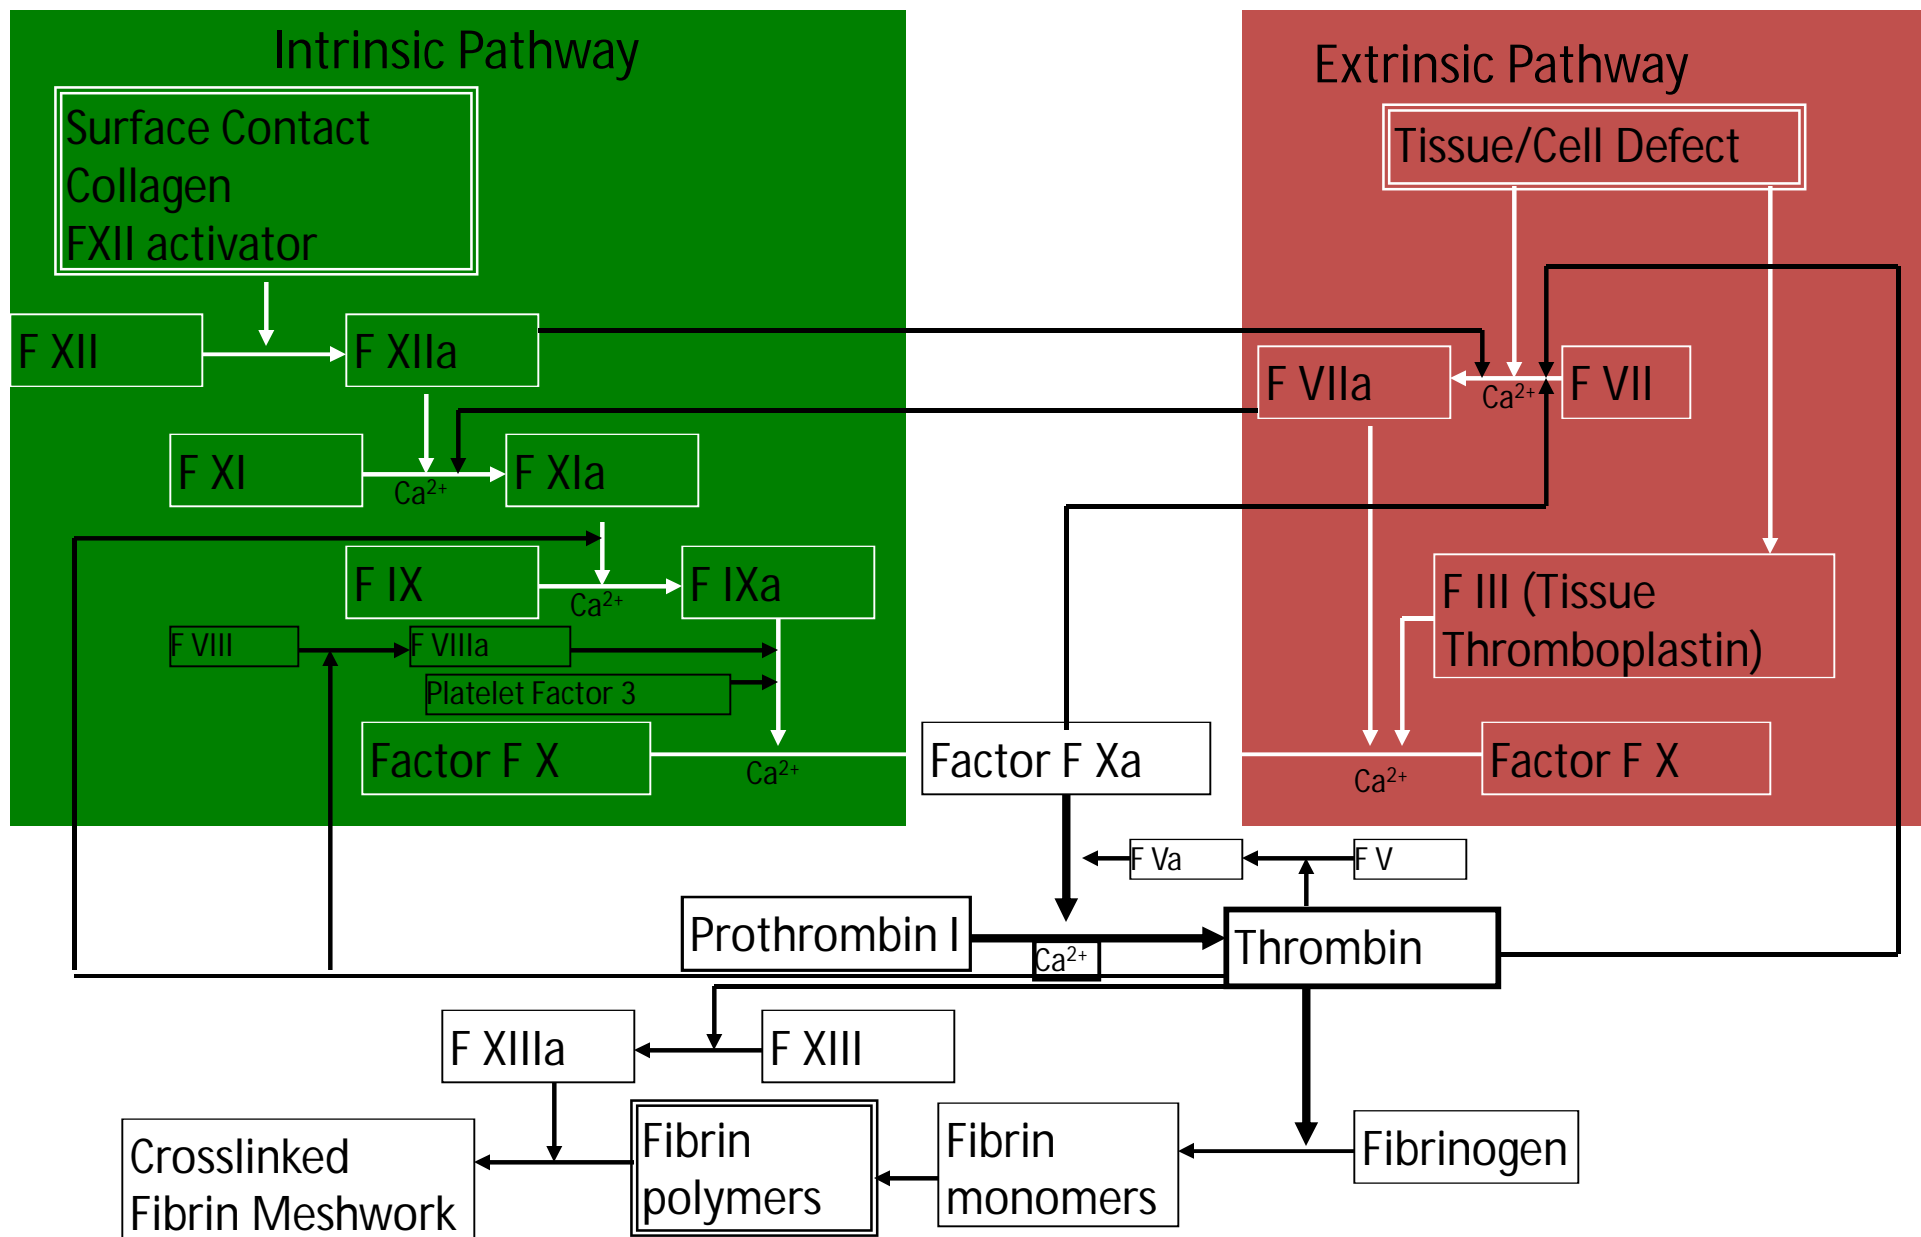 Intrinsic Pathway
Surface Contact
Collagen
FXII activator
F XII
F XIIa
F XI
Ca²⁺
F XIa
F IX
Ca²⁺
F IXa
F VIII
F VIIIa
Platelet Factor 3
Factor F X
Ca²⁺
Extrinsic Pathway
Tissue/Cell Defect
F VIIa
Ca²⁺
F VII
F III (Tissue
Thromboplastin)
Factor F Xa
Ca²⁺
Factor F X
F Va
F V
Prothrombin I
Ca²⁺
Thrombin
F XIIIa
F XIII
Crosslinked
Fibrin Meshwork
Fibrin
polymers
Fibrin
monomers
Fibrinogen